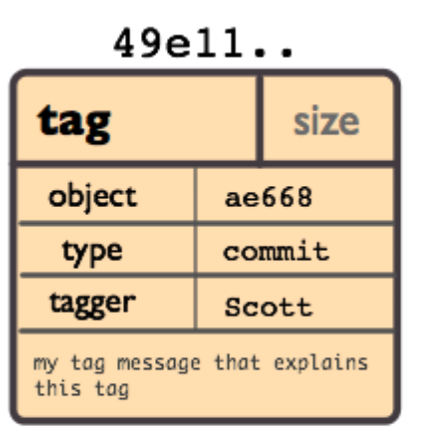 49e11..
tag size
object ae668
type commit
tagger Scott
my tag message that explains
this tag